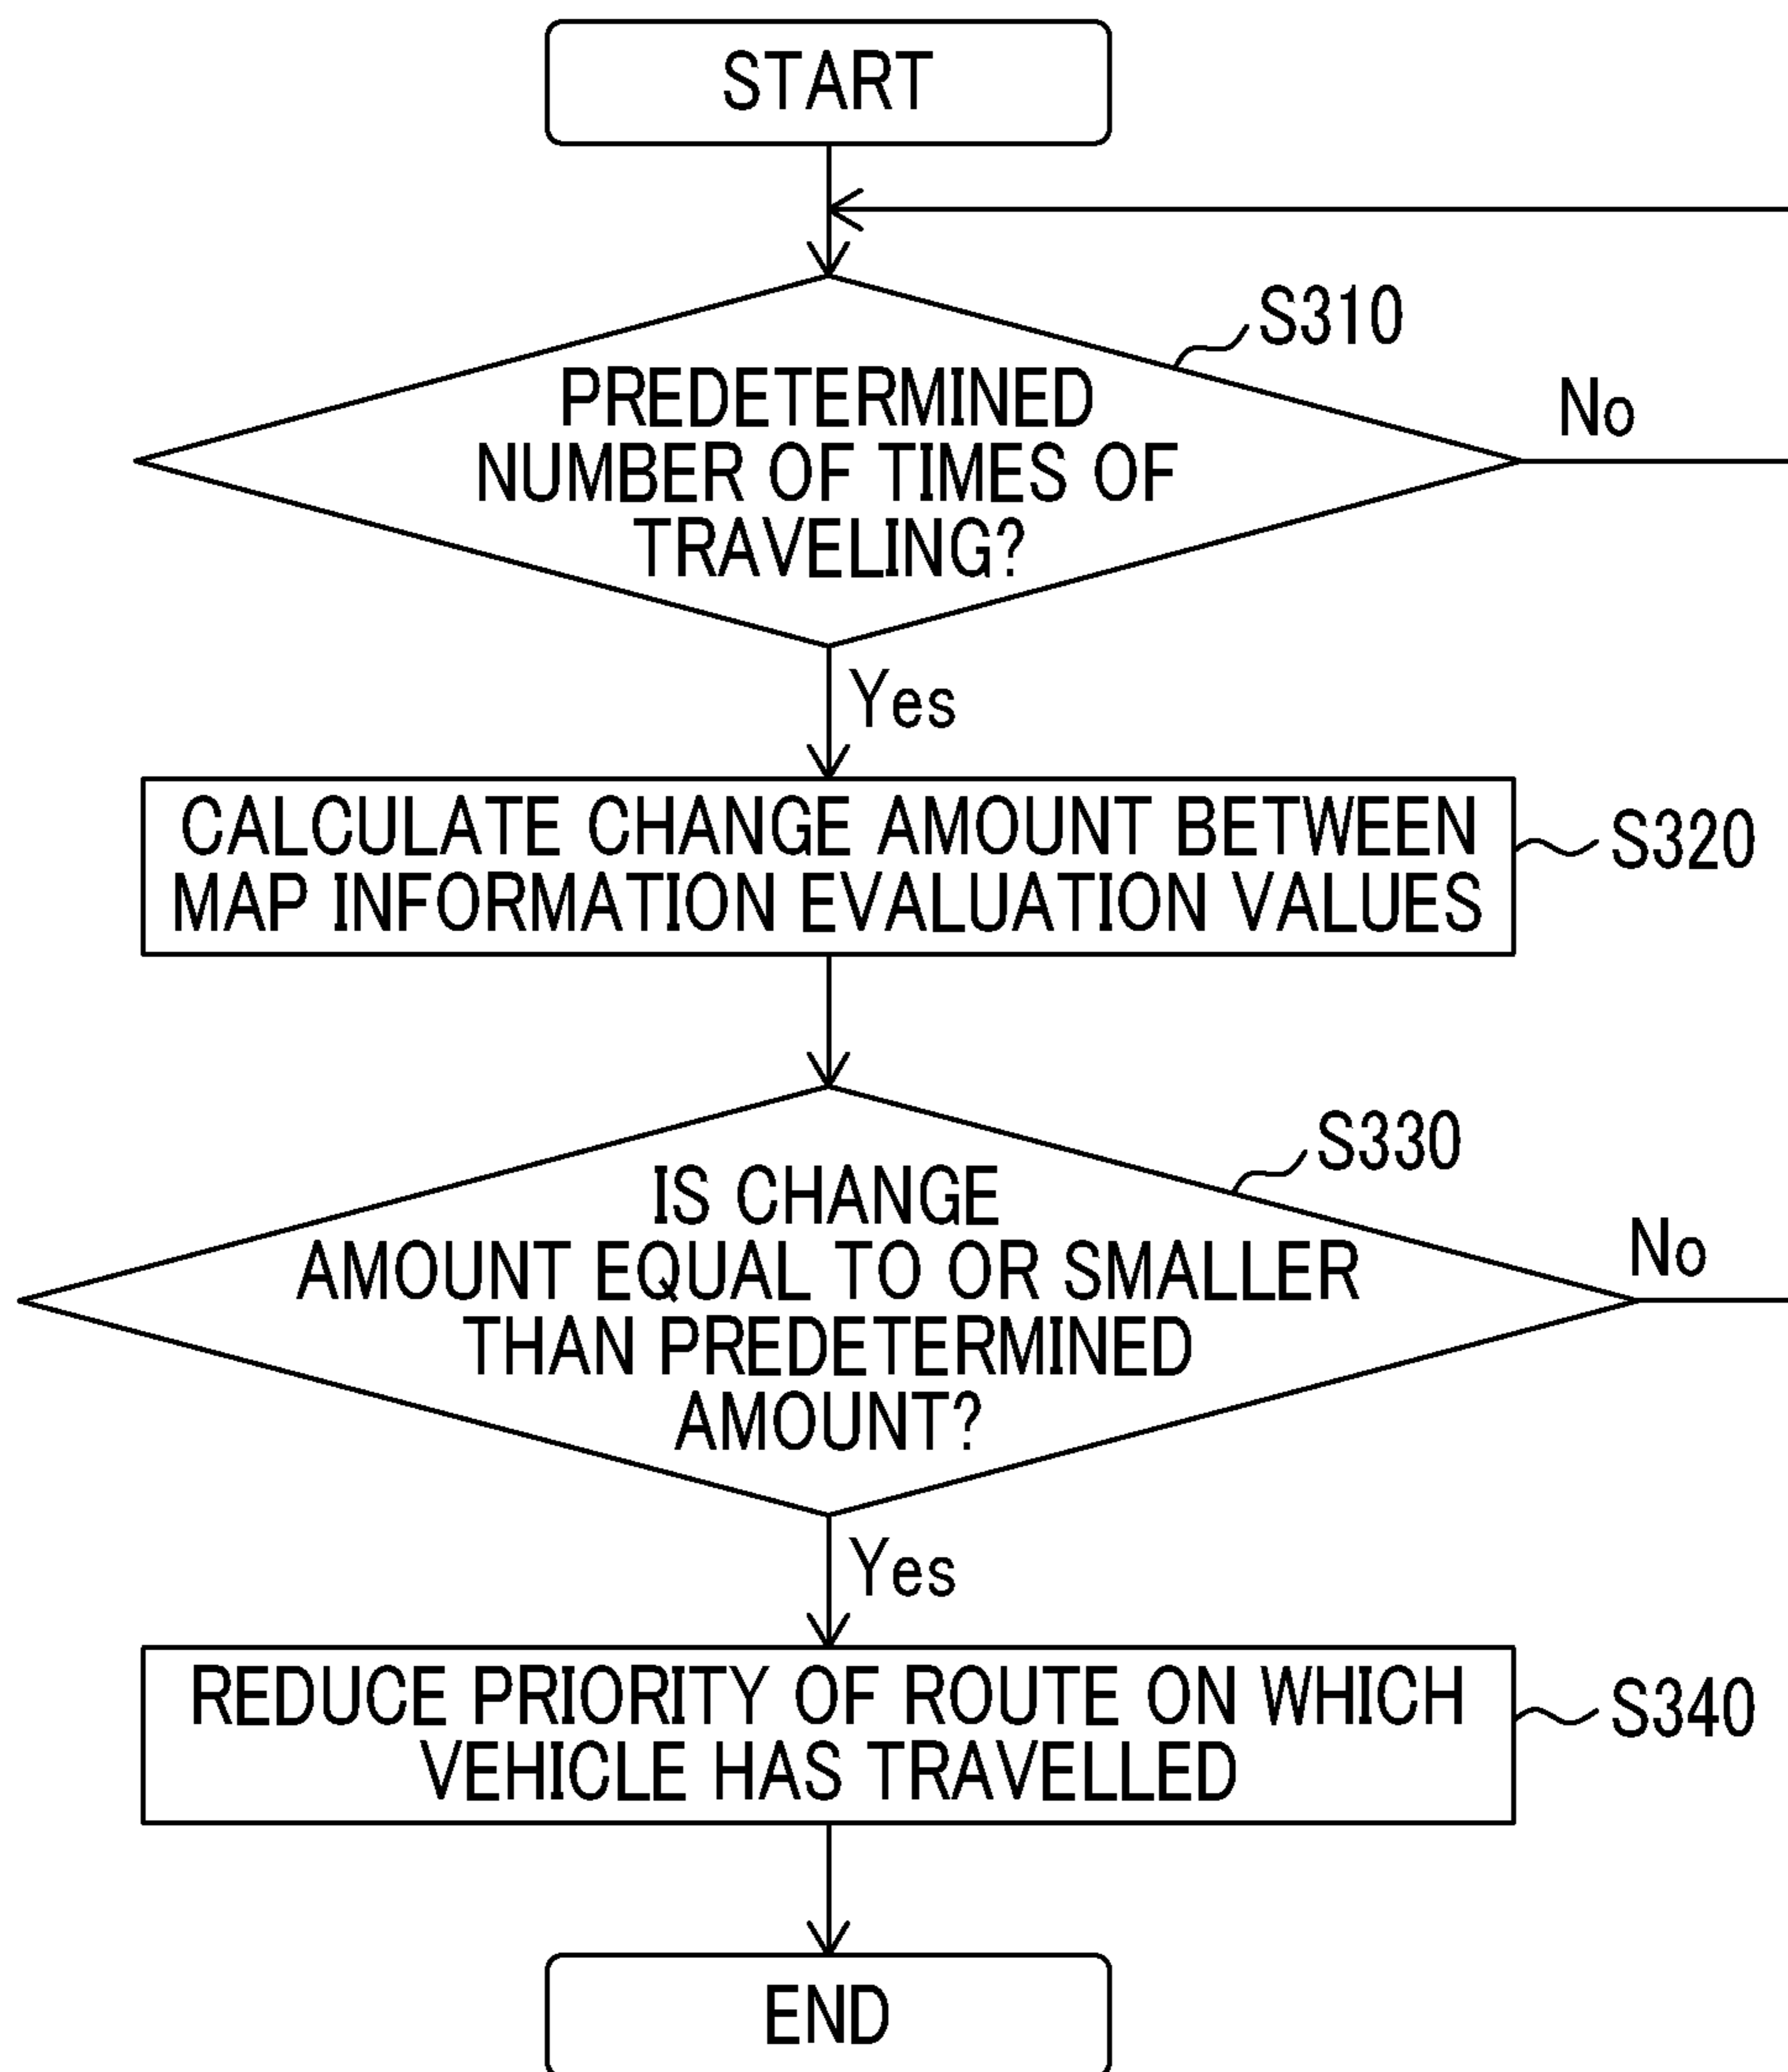 START
S310
PREDETERMINED
NUMBER OF TIMES OF
TRAVELING?
No
Yes
CALCULATE CHANGE AMOUNT BETWEEN
MAP INFORMATION EVALUATION VALUES
S320
S330
IS CHANGE
AMOUNT EQUAL TO OR SMALLER
THAN PREDETERMINED
AMOUNT?
No
Yes
REDUCE PRIORITY OF ROUTE ON WHICH
VEHICLE HAS TRAVELLED
S340
END